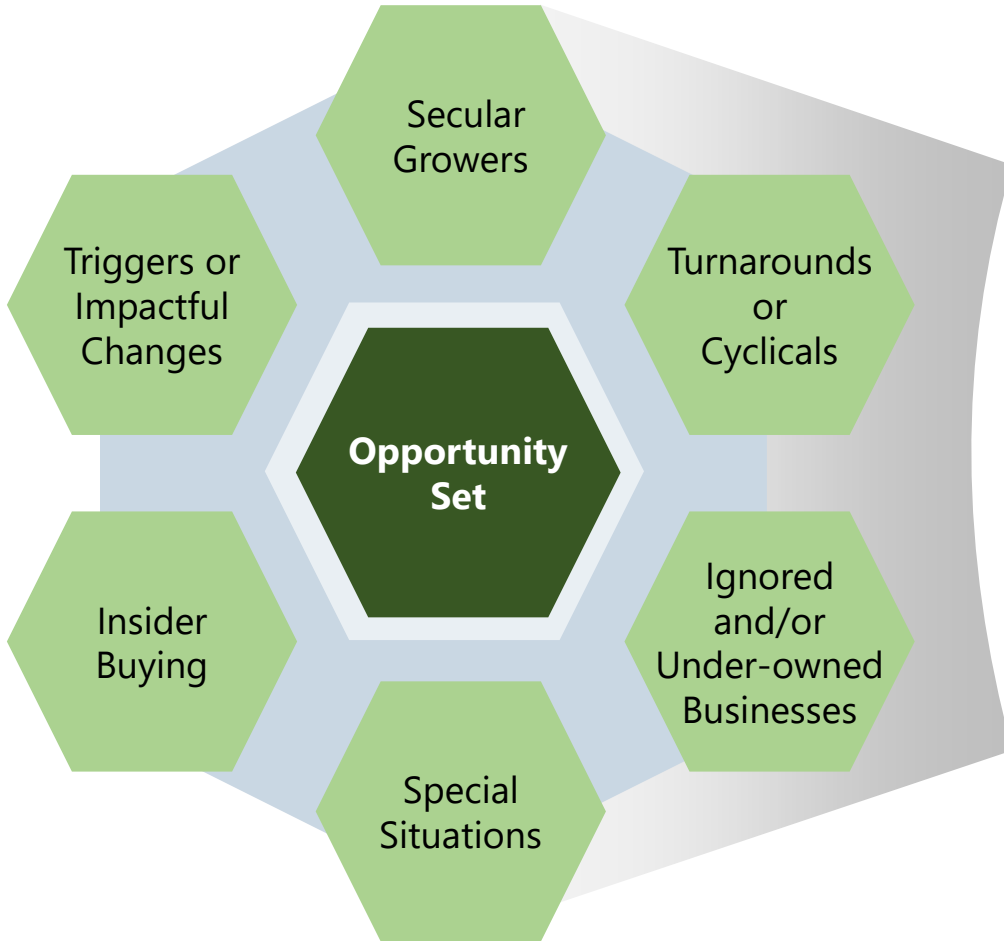 Secular
Growers
Triggers or
Impactful
Changes
Turnarounds
or
Cyclicals
Opportunity
Set
Insider
Buying
Ignored
and/or
Under-owned
Businesses
Special
Situations